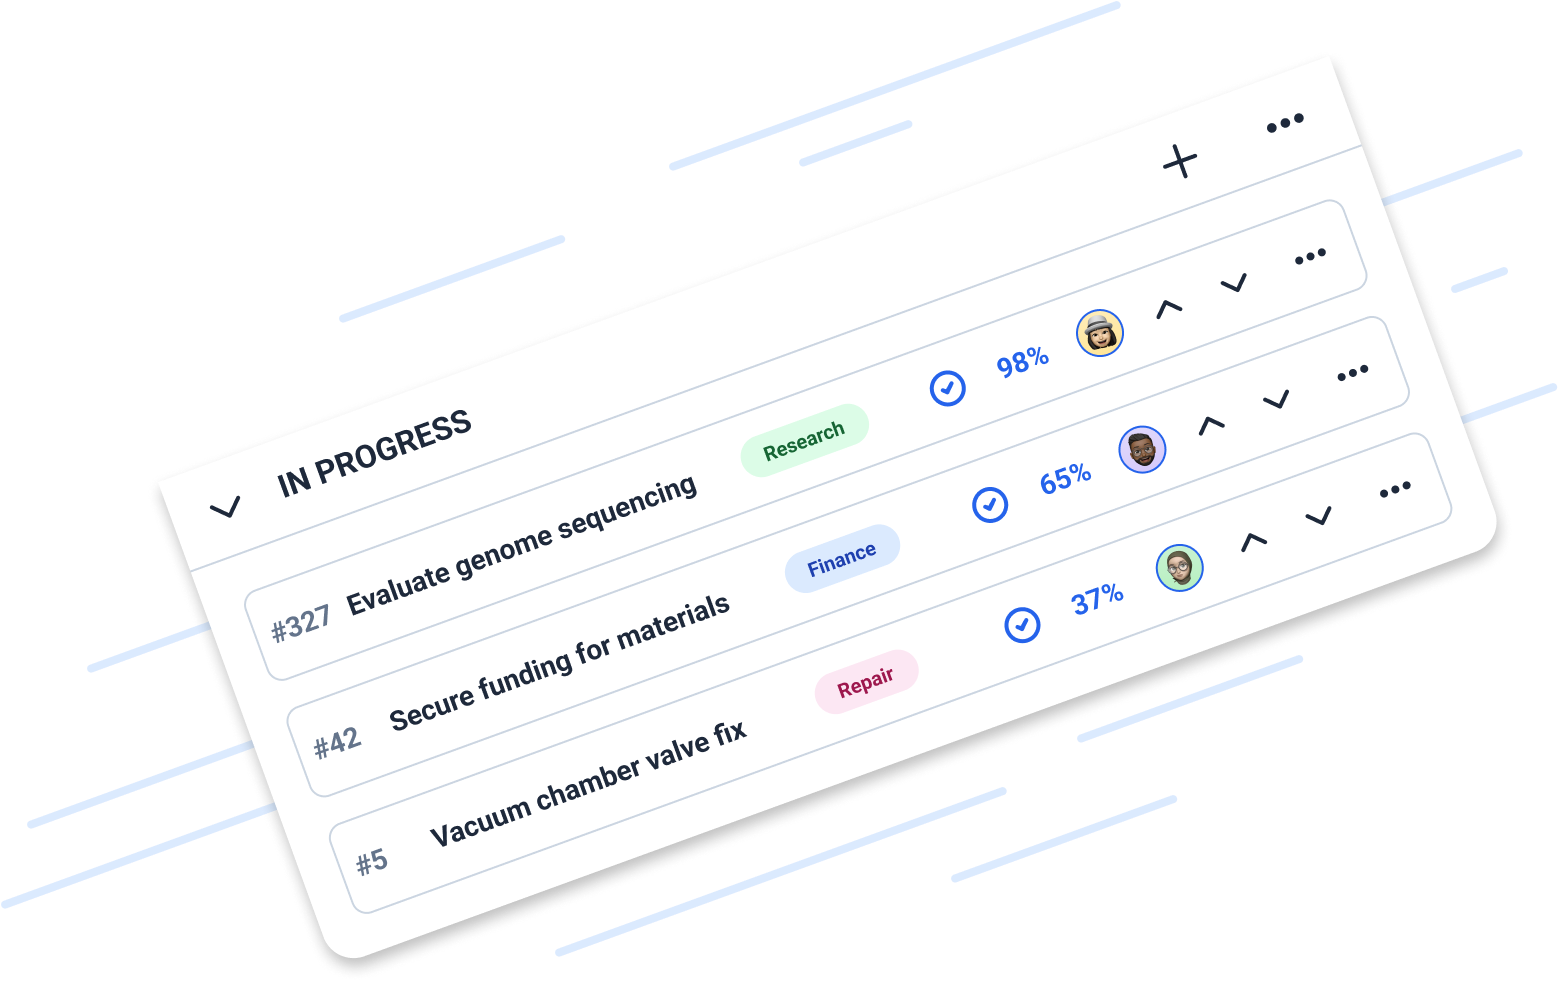 IN PROGRESS
#327 Evaluate genome sequencing Research 98%
#42 Secure funding for materials Finance 65%
#5 Vacuum chamber valve fix Repair 37%